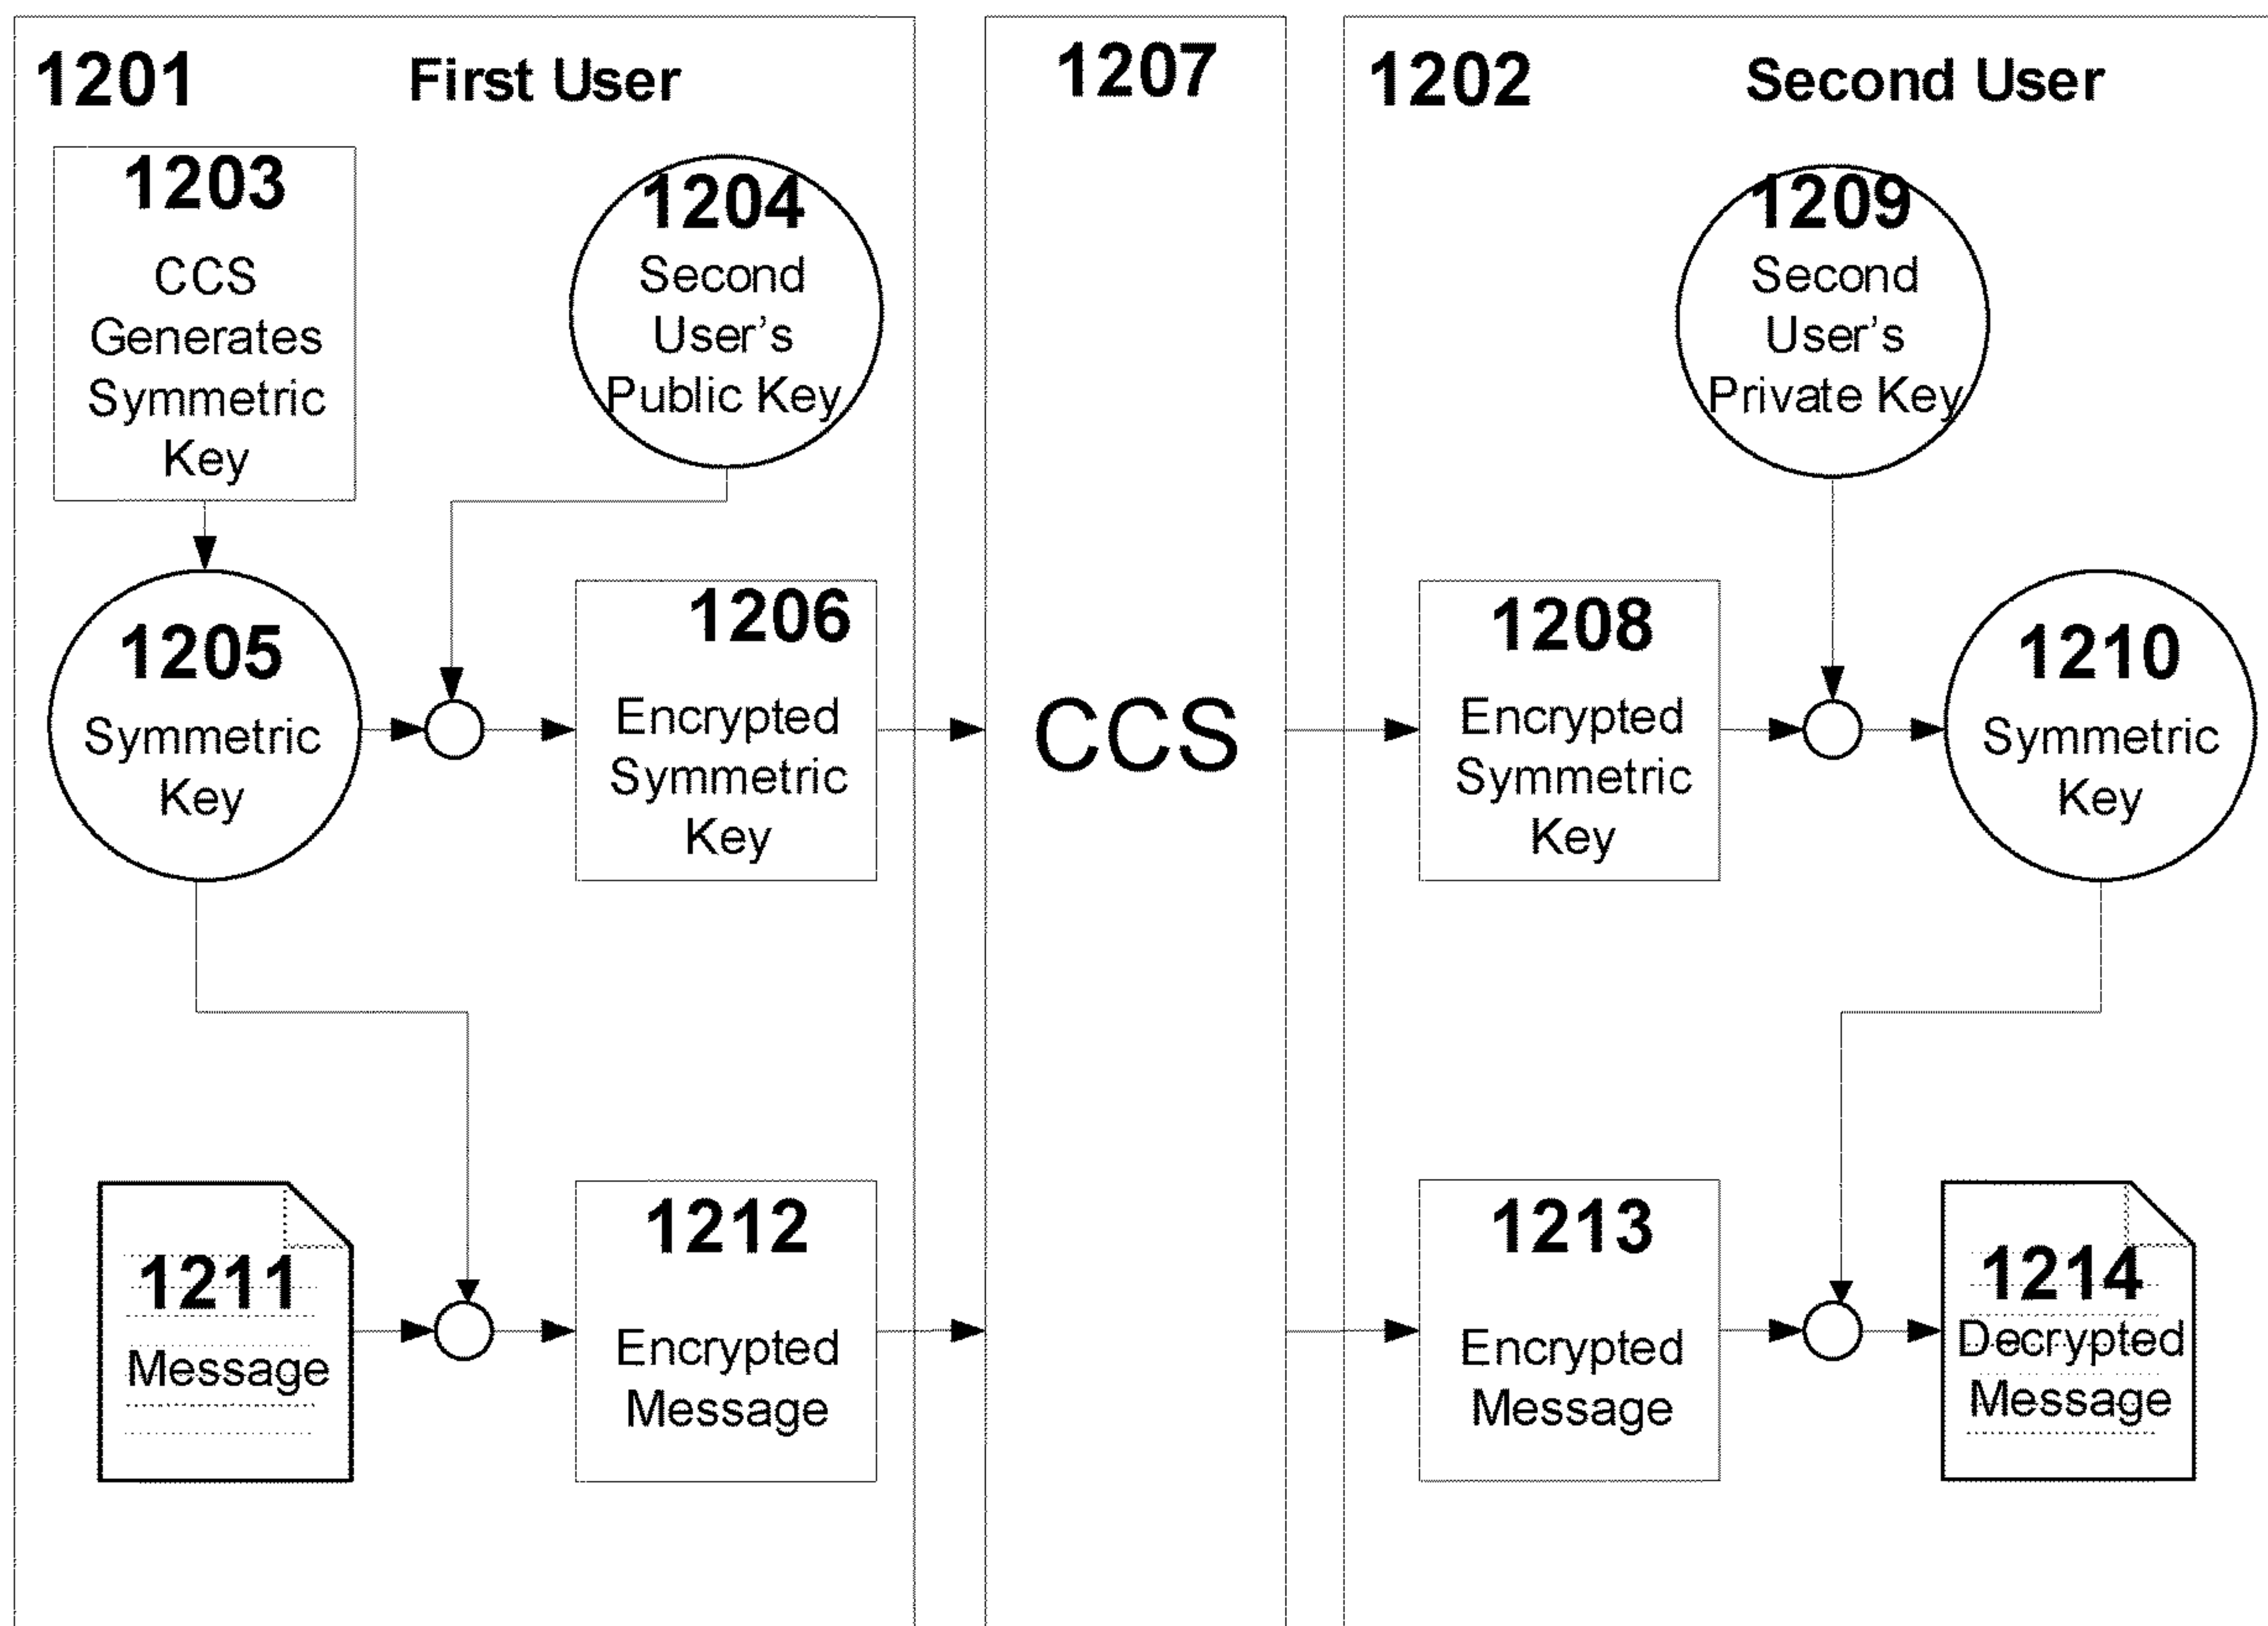 1201 First User
1203
CCS
Generates
Symmetric
Key
1204
Second
User's
Public Key
1205
Symmetric
Key
1206
Encrypted
Symmetric
Key
1211
Message
1212
Encrypted
Message
1207
CCS
1202 Second User
1209
Second
User's
Private Key
1208
Encrypted
Symmetric
Key
1210
Symmetric
Key
1213
Encrypted
Message
1214
Decrypted
Message